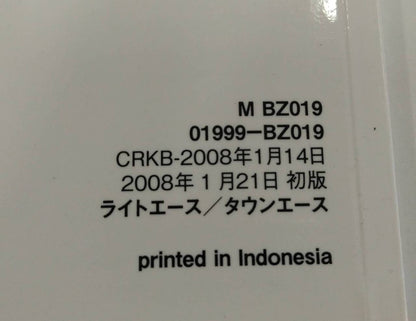 M BZ019
01999-BZ019
CRKB-2008年1月14日
2008年 1 月21日 初版
ライトエース／タウンエース
printed in Indonesia